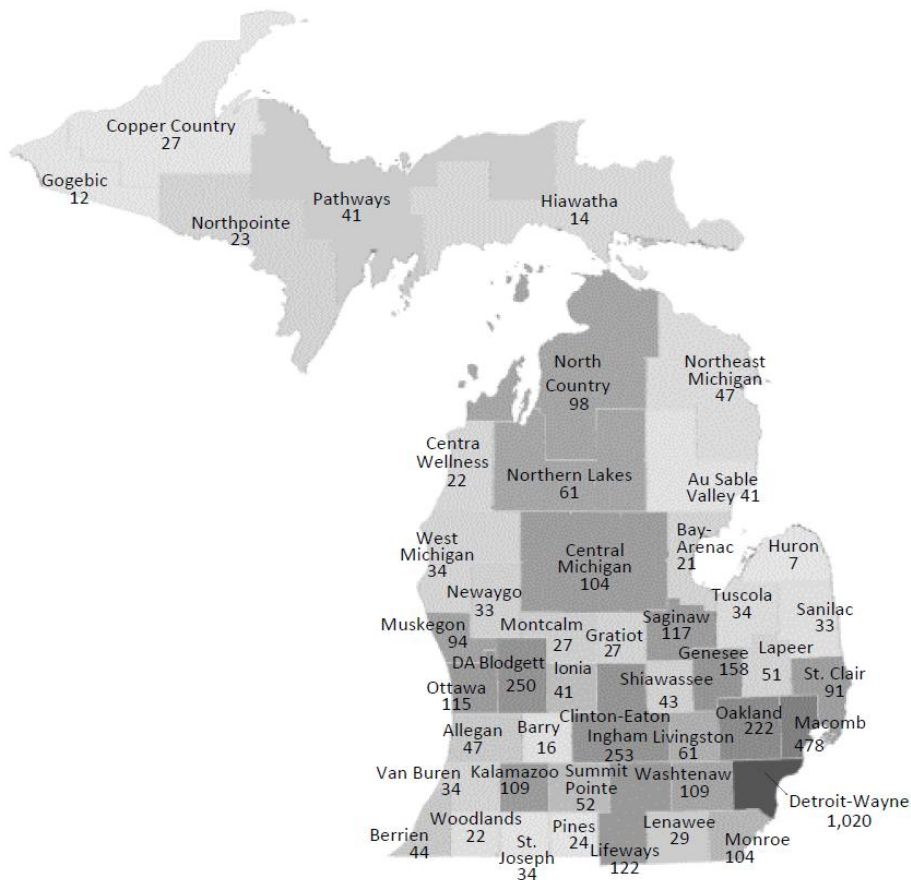 Copper Country
27
Gogebic
12
Northpointe
23
Pathways
41
Hiawatha
14
North
Country
98
Northeast
Michigan
47
Centra
Wellness
22
Northern Lakes
61
Au Sable
Valley 41
West
Michigan
34
Central
Michigan
104
Bay-
Arenac
21
Huron
7
Newaygo
33
Tuscola
34
Sanilac
33
Muskegon
94
Montcalm
27
Gratiot
27
Saginaw
117
Genesee
158
Lapeer
51
St. Clair
91
DA Blodgett
250
Ionia
41
Shiawassee
43
Ottawa
115
Allegan
47
Barry
16
Clinton-Eaton
Ingham
253
Livingston
61
Oakland
222
Macomb
478
Van Buren
34
Kalamazoo
109
Summit
Pointe
52
Washtenaw
109
Detroit-Wayne
1,020
Berrien
44
Woodlands
22
St.
Joseph
34
Pines
24
Lifeways
122
Lenawee
29
Monroe
104